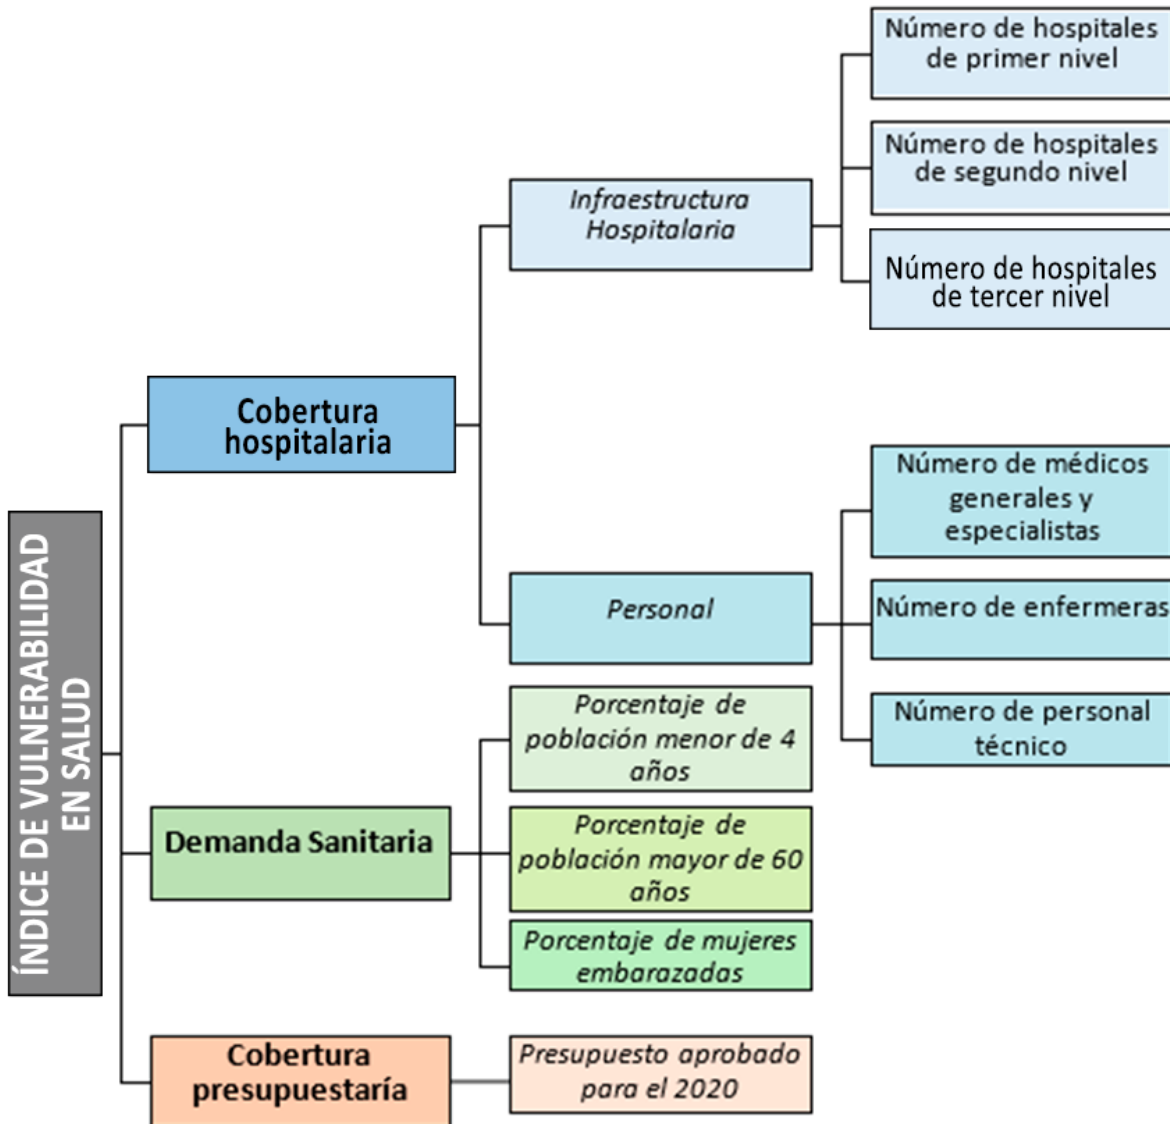 Número de hospitales
de primer nivel
Número de hospitales
de segundo nivel
Infraestructura
Hospitalaria
Número de hospitales
de tercer nivel
Cobertura
hospitalaria
Número de médicos
generales y
especialistas
Personal
Número de enfermeras
Número de personal
técnico
ÍNDICE DE VULNERABILIDAD
EN SALUD
Porcentaje de
población menor de 4
años
Demanda Sanitaria
Porcentaje de
población mayor de 60
años
Porcentaje de mujeres
embarazadas
Cobertura
presupuestaría
Presupuesto aprobado
para el 2020